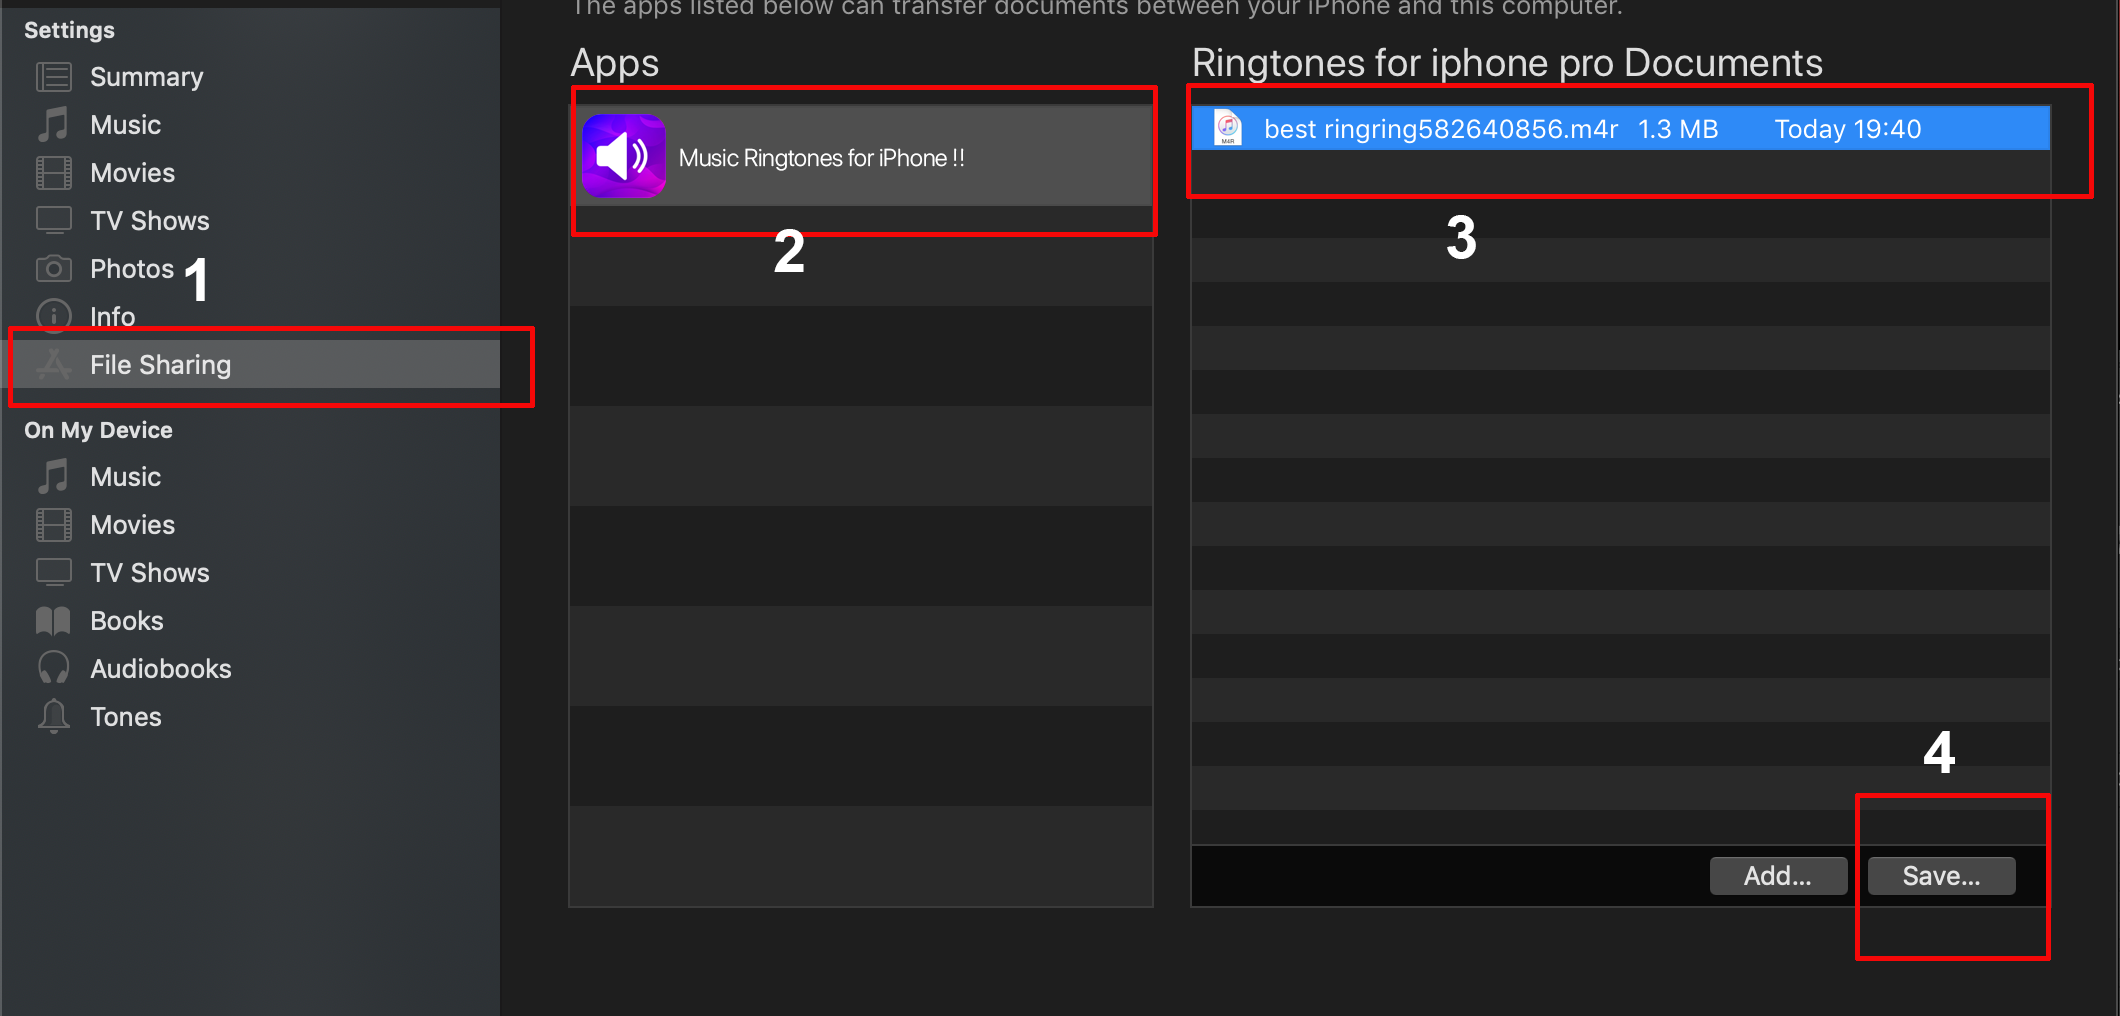 The apps listed below can transfer documents between your iPhone and this computer.
Settings
Summary
Music
Movies
TV Shows
Photos
1
Info
File Sharing
On My Device
Music
Movies
TV Shows
Books
Audiobooks
Tones
Apps
Music Ringtones for iPhone !!
2
Ringtones for iphone pro Documents
M4R best ringring582640856.m4r 1.3 MB Today 19:40
3
4
Add... Save...